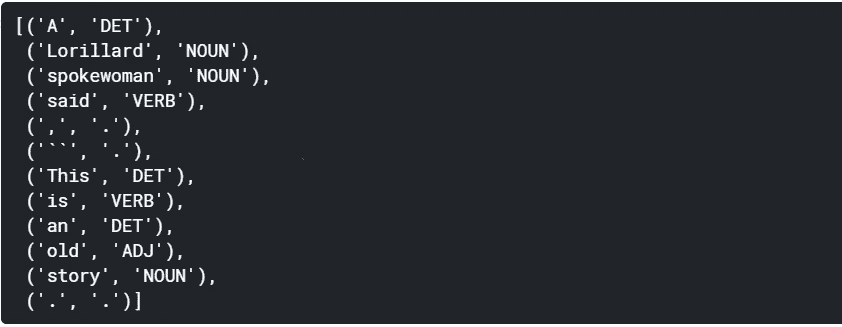 [('A', 'DET'),
('Lorillard', 'NOUN'),
('spokewoman', 'NOUN'),
('said', 'VERB'),
(',', '.'),
('``', '.'),
('This', 'DET'),
('is', 'VERB'),
('an', 'DET'),
('old', 'ADJ'),
('story', 'NOUN'),
('.', '.')]